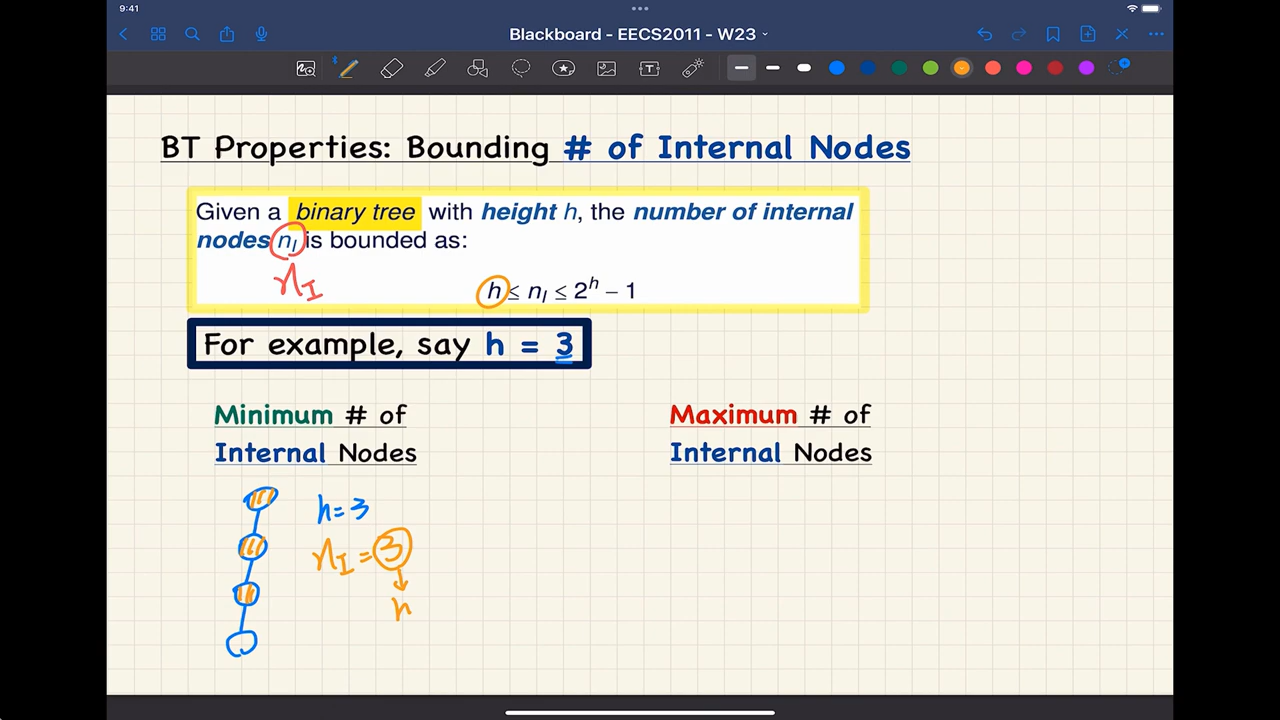 9:41
Blackboard - EECS2011 - W23
BT Properties: Bounding # of Internal Nodes
Given a binary tree with height h, the number of internal
nodes nI is bounded as:
nI
h ≤ nI ≤ 2^h − 1
For example, say h = 3
Minimum # of
Internal Nodes
h = 3
nI = 3
h
Maximum # of
Internal Nodes